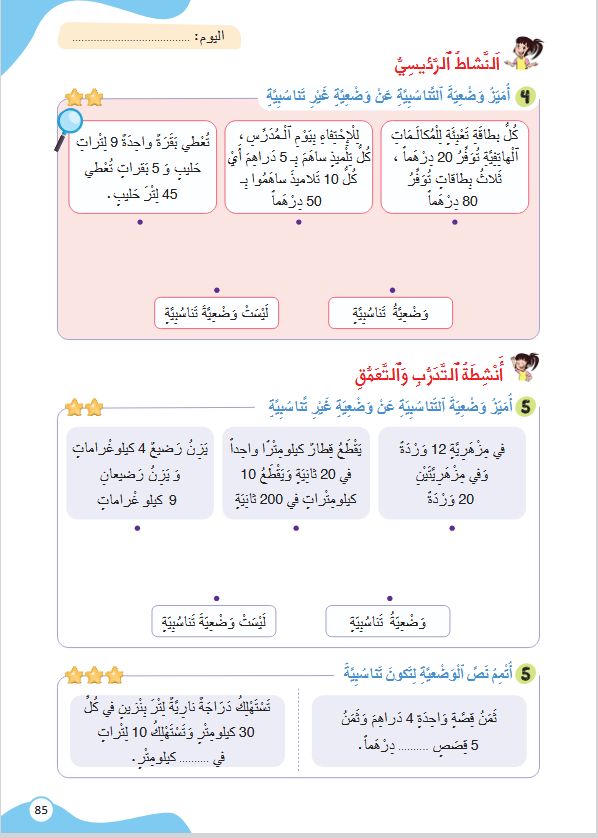 اليوم: ........................................
اَلنَّشاطُ الرَّئيسِيُّ
4 أُمَيِّزُ وَضْعِيَةَ التَّناسُبِيَّةِ عَنْ وَضْعِيَةٍ غَيْرِ تَناسُبِيَّةٍ
كُلُّ بِطاقَةِ تَعْبِئَةٍ لِلْمُكالَمـاتِ
الْهاتِفِيَّةِ تُوَفِّرُ 20 دِرْهَماً ،
ثَلاثُ بِطاقاتٍ تُوَفِّرُ
80 دِرْهَماً
لِلْاِحْتِفاءِ بِيَوْمِ الْـمُدَرِّسِ ،
كُلُّ تِلْميذٍ ساهَمَ بِـ 5 دَراهِمَ أَيْ
كُلُّ 10 تَلاميذَ ساهَمُوا بِـ
50 دِرْهَماً
تُعْطي بَقَرَةٌ واحِدَةٌ 9 لِتْراتِ
حَليبٍ وَ 5 بَقَراتٍ تُعْطي
45 لِتْرَ حَليبٍ .
وَضْعِيَّةُ تَناسُبِيَّةِ
لَيْسَتْ وَضْعِيَّةَ تَناسُبِيَّةِ
أَنْشِطَةُ التَّدَرُّبِ وَالتَّعَمُّقِ
5 أُمَيِّزُ وَضْعِيَةَ التَناسُبِيَةِ عَنْ وَضْعِيَةٍ غَيْرِ تَناسُبِيَّةٍ
في مِزْهَرِيَّةٍ 12 وَرْدَةً
وَفي مِزْهَرِيَّتَيْنِ
20 وَرْدَةً
يَقْطَعُ قِطارٌ كيلومِتْرًا واحِداً
في 20 ثانِيَةٍ وَيَقْطَعُ 10
كيلومِتْراتٍ في 200 ثانِيَةٍ
يَزِنُ رَضيعٌ 4 كيلوغْراماتٍ
وَ يَزِنُ رَضيعانِ
9 كيلو غْراماتٍ
وَضْعِيَّةُ تَناسُبِيَّةِ
لَيْسَتْ وَضْعِيَّةَ تَناسُبِيَّةِ
5 أُتْمِمُ نَصَّ الْوَضْعِيَّةِ لِتَكونَ تَناسُبِيَّةً
ثَمَنُ قِصَّةٍ واحِدَةٍ 4 دَراهِمَ وَثَمَنُ
5 قِصَصٍ .......... دِرْهَماً .
تَسْتَهْلِكُ دَرّاجَةٌ نارِيَّةٌ لِتْرَ بِنْزينٍ في كُلِّ
30 كيلومِتْرٍ وَتَسْتَهْلِكُ 10 لِتْراتٍ
في .......... كيلومِتْرٍ .
85